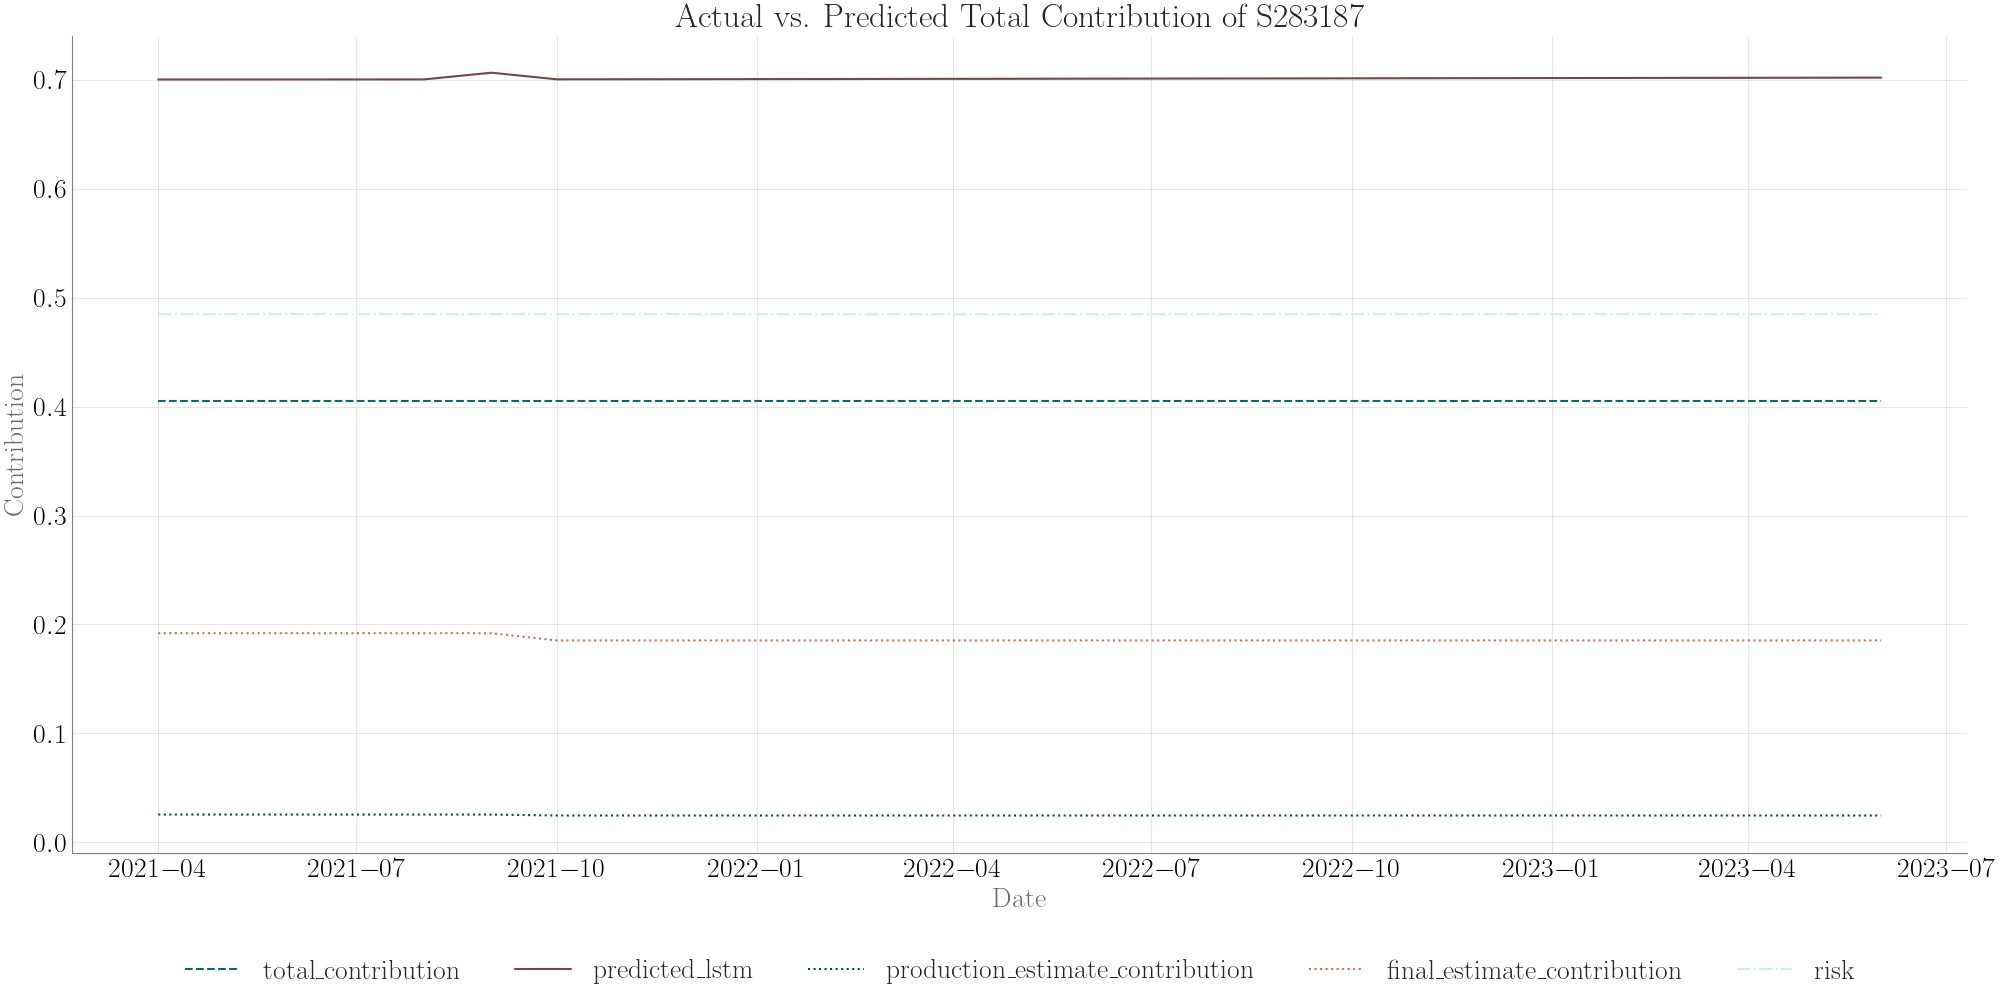 Actual vs. Predicted Total Contribution of S283187
Contribution
0.7
0.6
0.5
0.4
0.3
0.2
0.1
0.0
2021−04 2021−07 2021−10 2022−01 2022−04 2022−07 2022−10 2023−01 2023−04 2023−07
Date
total_contribution predicted_lstm production_estimate_contribution final_estimate_contribution risk